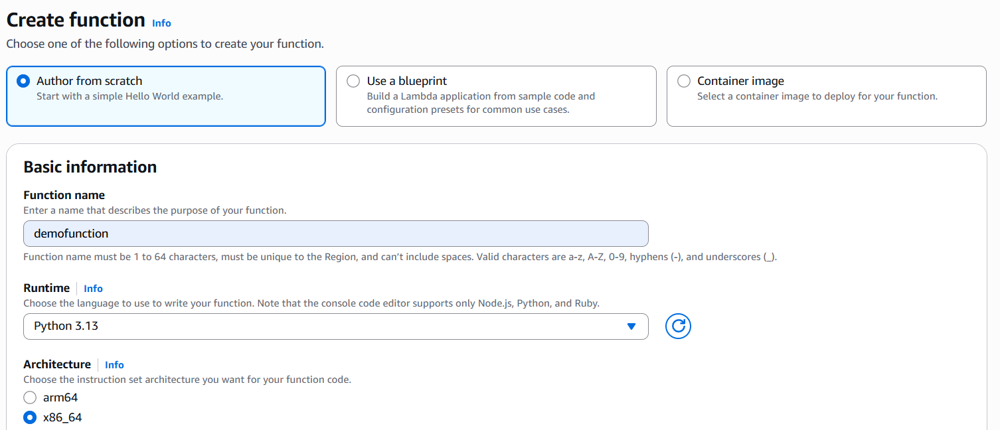 Create function Info
Choose one of the following options to create your function.
Author from scratch
Start with a simple Hello World example.
Use a blueprint
Build a Lambda application from sample code and
configuration presets for common use cases.
Container image
Select a container image to deploy for your function.
Basic information
Function name
Enter a name that describes the purpose of your function.
demofunction
Function name must be 1 to 64 characters, must be unique to the Region, and can’t include spaces. Valid characters are a-z, A-Z, 0-9, hyphens (-), and underscores (_).
Runtime Info
Choose the language to use to write your function. Note that the console code editor supports only Node.js, Python, and Ruby.
Python 3.13
Architecture Info
Choose the instruction set architecture you want for your function code.
arm64
x86_64